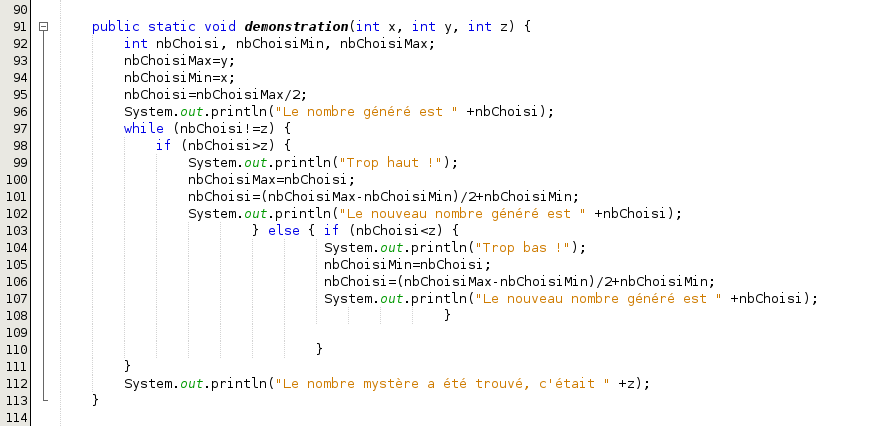 90
91 public static void demonstration(int x, int y, int z) {
92 int nbChoisi, nbChoisiMin, nbChoisiMax;
93 nbChoisiMax=y;
94 nbChoisiMin=x;
95 nbChoisi=nbChoisiMax/2;
96 System.out.println("Le nombre généré est " +nbChoisi);
97 while (nbChoisi!=z) {
98 if (nbChoisi>z) {
99 System.out.println("Trop haut !");
100 nbChoisiMax=nbChoisi;
101 nbChoisi=(nbChoisiMax-nbChoisiMin)/2+nbChoisiMin;
102 System.out.println("Le nouveau nombre généré est " +nbChoisi);
103 } else { if (nbChoisi<z) {
104 System.out.println("Trop bas !");
105 nbChoisiMin=nbChoisi;
106 nbChoisi=(nbChoisiMax-nbChoisiMin)/2+nbChoisiMin;
107 System.out.println("Le nouveau nombre généré est " +nbChoisi);
108 }
109
110 }
111 }
112 System.out.println("Le nombre mystère a été trouvé, c'était " +z);
113 }
114